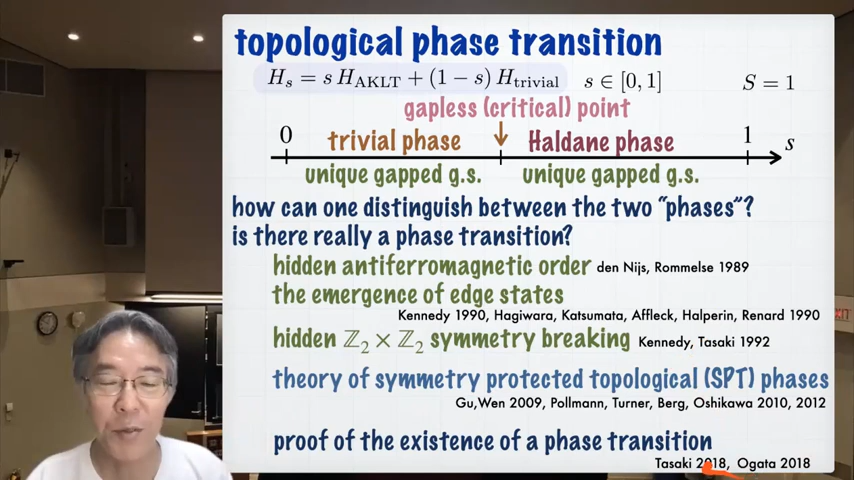 topological phase transition
H_s = s H_AKLT + (1 − s) H_trivial s ∈ [0, 1] S = 1
gapless (critical) point
0 trivial phase Haldane phase 1 s
unique gapped g.s. unique gapped g.s.
how can one distinguish between the two “phases”?
is there really a phase transition?
hidden antiferromagnetic order den Nijs, Rommelse 1989
the emergence of edge states
Kennedy 1990, Hagiwara, Katsumata, Affleck, Halperin, Renard 1990
hidden ℤ₂ × ℤ₂ symmetry breaking Kennedy, Tasaki 1992
theory of symmetry protected topological (SPT) phases
Gu,Wen 2009, Pollmann, Turner, Berg, Oshikawa 2010, 2012
proof of the existence of a phase transition
Tasaki 2018, Ogata 2018
EXIT